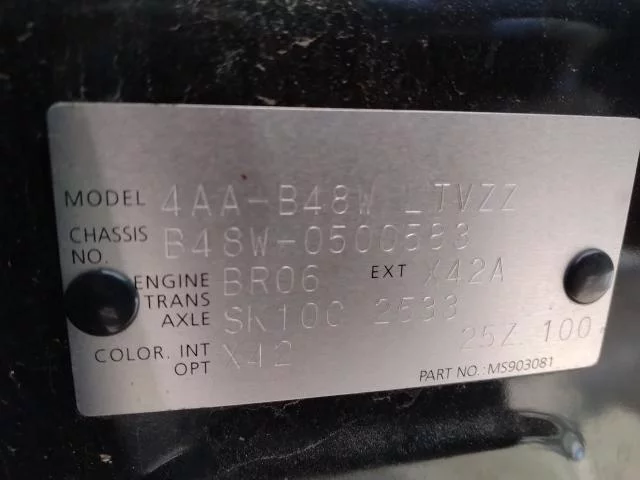 MODEL 4AA-B48W LTVZZ
CHASSIS NO. B48W-0500583
ENGINE BR06 EXT X42A
TRANS AXLE SK10C 2533
COLOR. INT OPT X42 25Z 100
PART NO.: MS903081